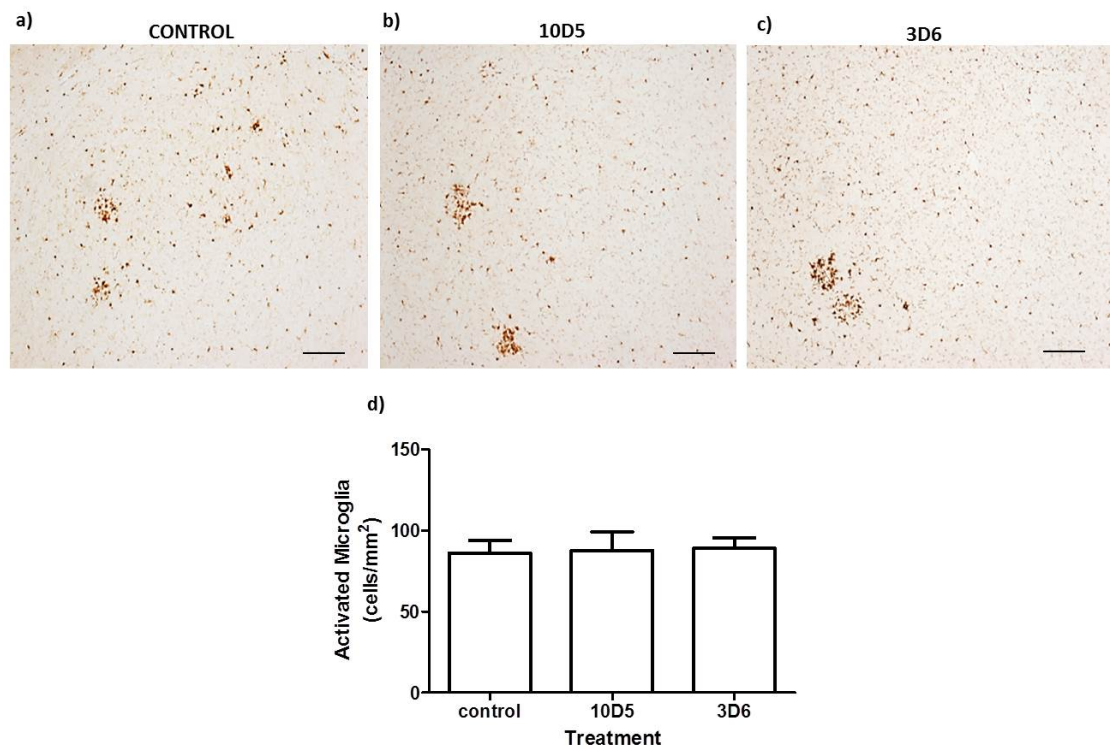 a)
CONTROL
b)
10D5
c)
3D6
d)
150
100
50
0
Activated Microglia
(cells/mm²)
control
10D5
3D6
Treatment